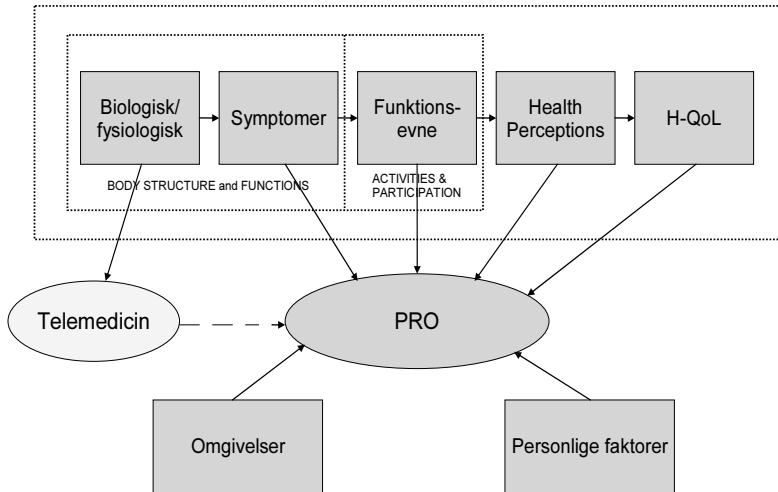 Biologisk/
fysiologisk
Symptomer
Funktions-
evne
Health
Perceptions
H-QoL
BODY STRUCTURE and FUNCTIONS
ACTIVITIES &
PARTICIPATION
Telemedicin
PRO
Omgivelser
Personlige faktorer